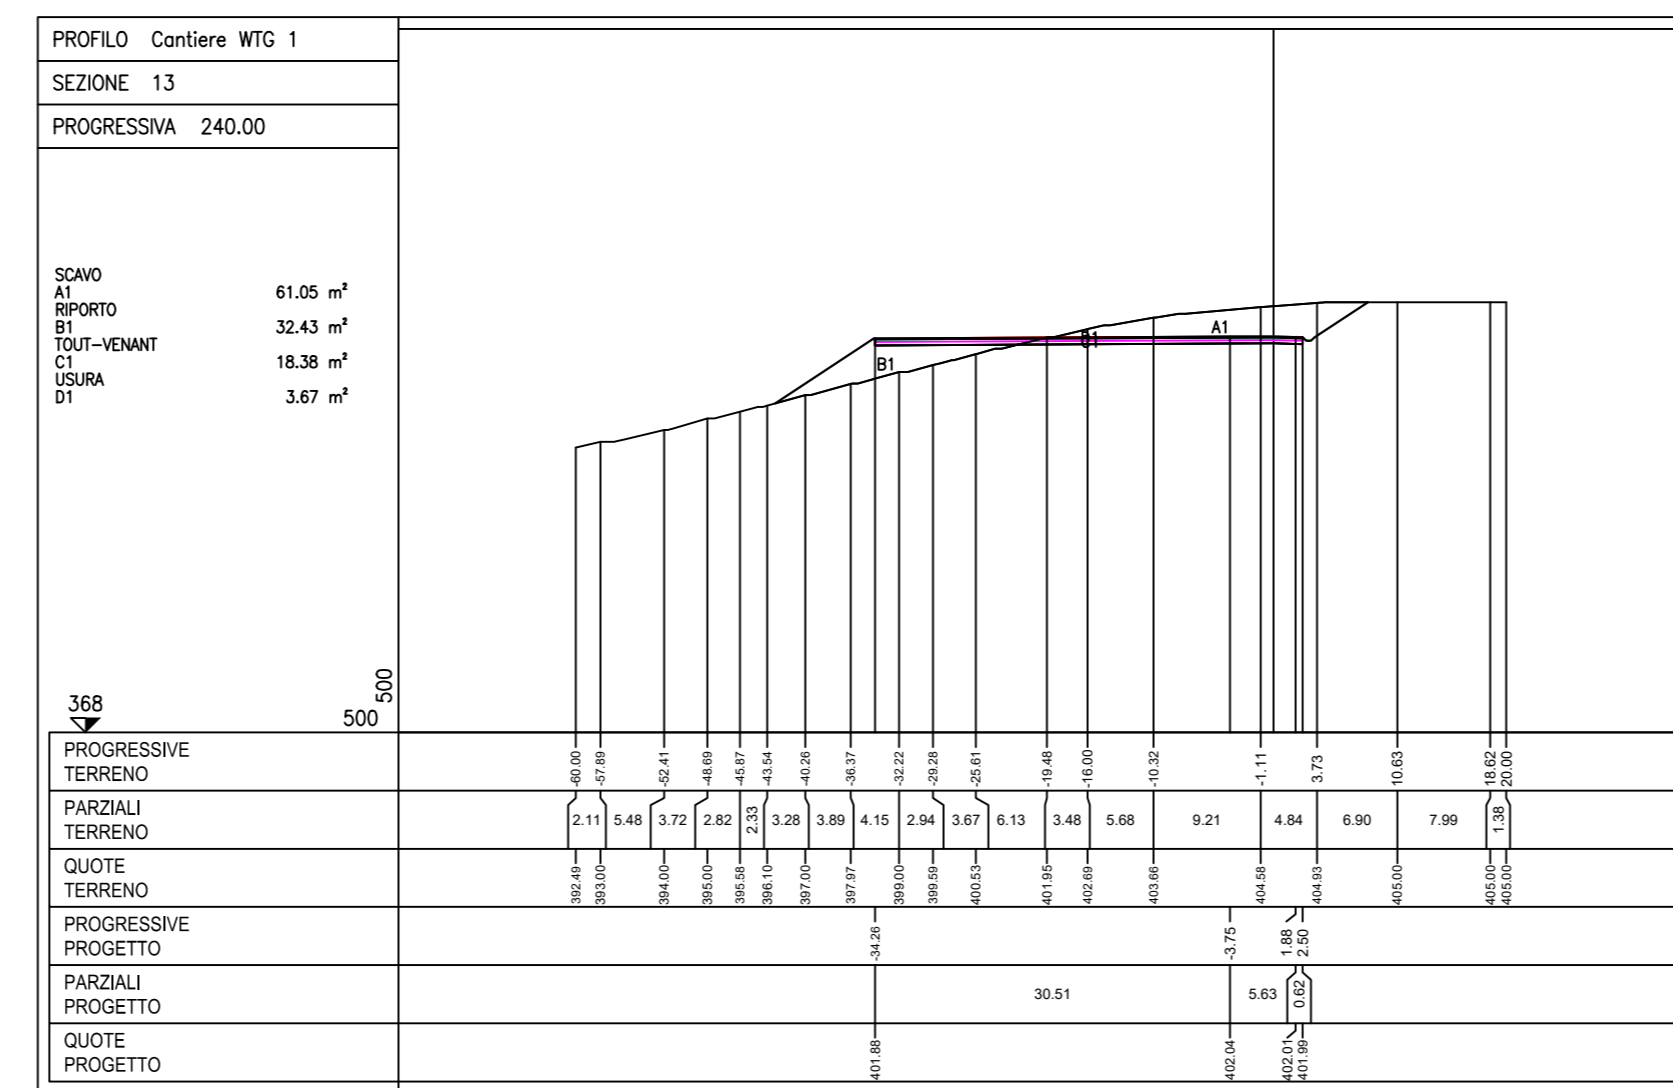 PROFILO Cantiere WTG 1
SEZIONE 13
PROGRESSIVA 240.00
SCAVO
A1 61.05 m²
RIPORTO
B1 32.43 m²
TOUT-VENANT
C1 18.38 m²
USURA
D1 3.67 m²
A1
B1
D1
368
500
500
PROGRESSIVE
TERRENO
-60.00 -57.89 -52.41 -48.69 -45.87 -43.54 -40.26 -36.37 -32.22 -29.28 -25.61 -19.48 -16.00 -10.32 -1.11 3.73 10.63 18.62 20.00
PARZIALI
TERRENO
2.11 5.48 3.72 2.82 2.33 3.28 3.89 4.15 2.94 3.67 6.13 3.48 5.68 9.21 4.84 6.90 7.99 1.38
QUOTE
TERRENO
392.49 393.00 394.00 395.00 395.58 396.10 397.00 397.97 399.00 399.59 400.53 401.95 402.69 403.66 404.58 404.93 405.00 405.00 405.00
PROGRESSIVE
PROGETTO
-34.26 -3.75 1.88 2.50
PARZIALI
PROGETTO
30.51 5.63 0.62
QUOTE
PROGETTO
401.88 402.04 402.01 401.99